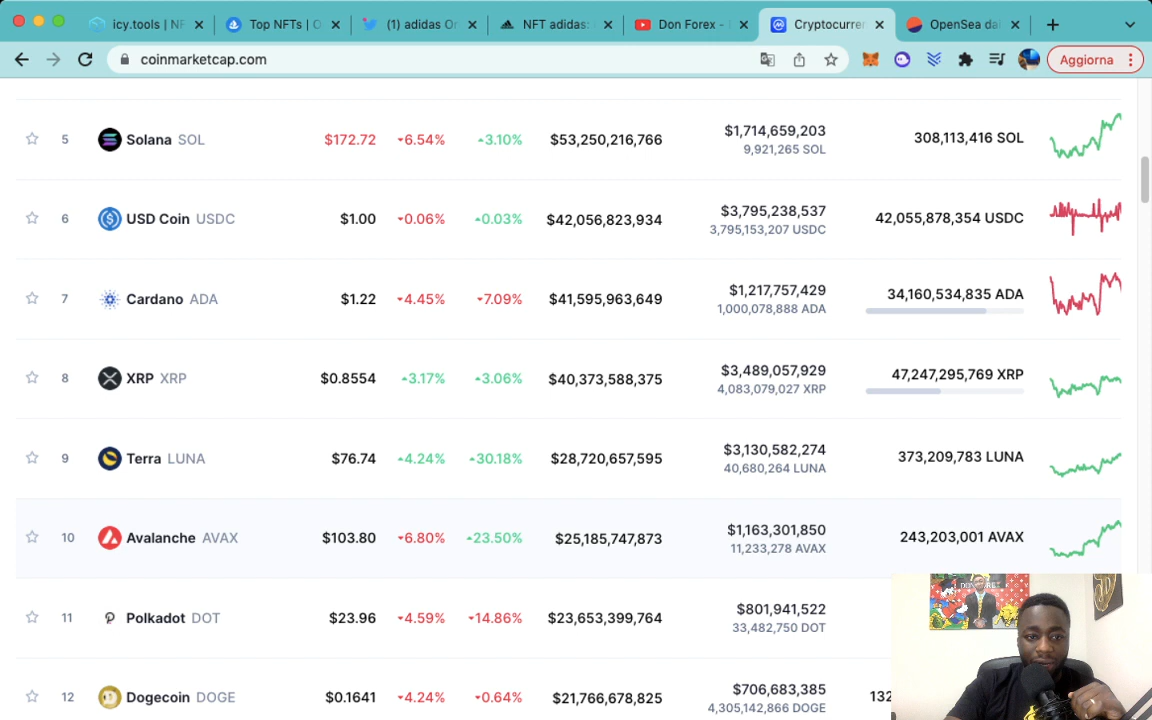 icy.tools | NF
Top NFTs | O
(1) adidas Or
NFT adidas:
Don Forex -
Cryptocurrer
OpenSea dai
coinmarketcap.com
Aggiorna
5 Solana SOL $172.72 6.54% 3.10% $53,250,216,766 $1,714,659,203 308,113,416 SOL
9,921,265 SOL
6 USD Coin USDC $1.00 0.06% 0.03% $42,056,823,934 $3,795,238,537 42,055,878,354 USDC
3,795,153,207 USDC
7 Cardano ADA $1.22 4.45% 7.09% $41,595,963,649 $1,217,757,429 34,160,534,835 ADA
1,000,078,888 ADA
8 XRP XRP $0.8554 3.17% 3.06% $40,373,588,375 $3,489,057,929 47,247,295,769 XRP
4,083,079,027 XRP
9 Terra LUNA $76.74 4.24% 30.18% $28,720,657,595 $3,130,582,274 373,209,783 LUNA
40,680,264 LUNA
10 Avalanche AVAX $103.80 6.80% 23.50% $25,185,747,873 $1,163,301,850 243,203,001 AVAX
11,233,278 AVAX
11 Polkadot DOT $23.96 4.59% 14.86% $23,653,399,764 $801,941,522
33,482,750 DOT
12 Dogecoin DOGE $0.1641 4.24% 0.64% $21,766,678,825 $706,683,385 132
4,305,142,866 DOGE